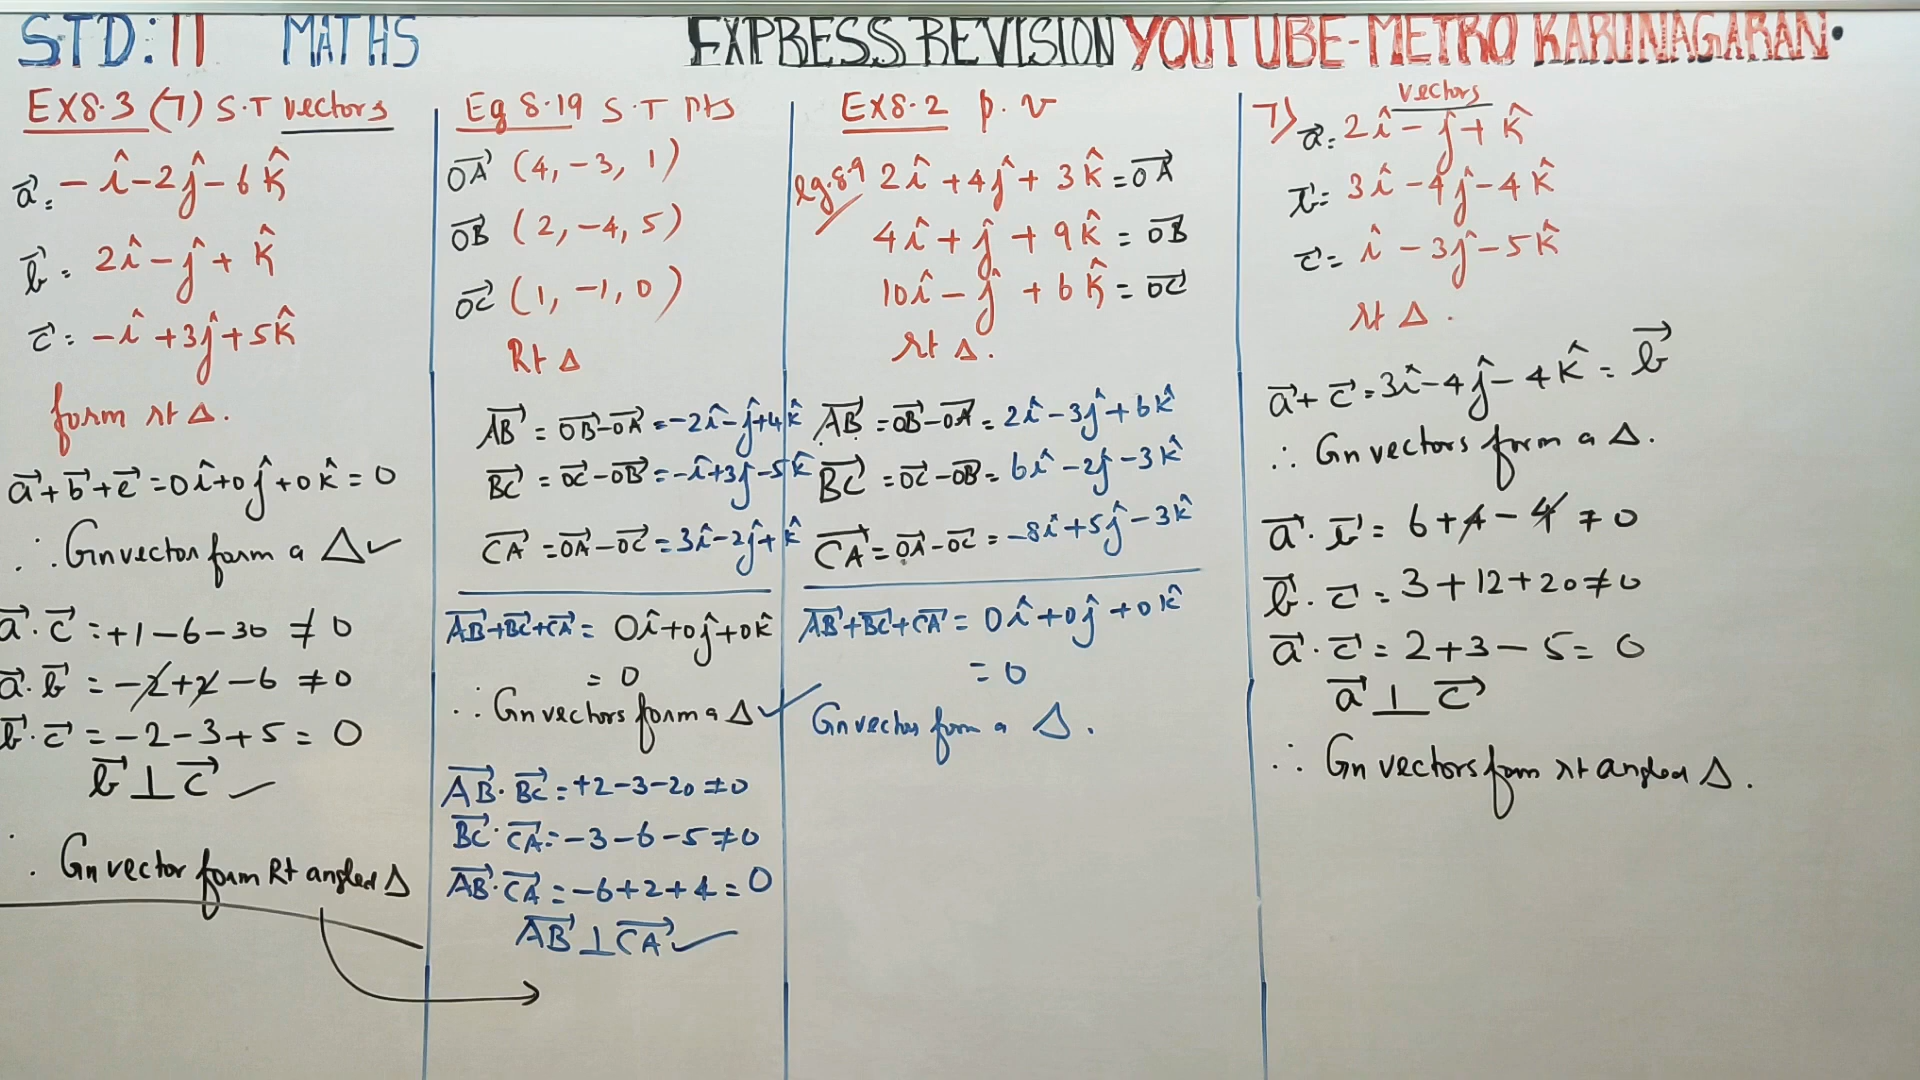 STD: 11 MATHS EXPRESS REVISION YOUTUBE-METRO KARUNAGARAN.
EX8.3 (7) S.T vectors
a⃗ = -î-2ĵ-6k̂
b⃗ = 2î-ĵ+k̂
c⃗ = -î+3ĵ+5k̂
form rt Δ.
a⃗+b⃗+c⃗ = 0î+0ĵ+0k̂ = 0
∴ Gn vector form a Δ ✓
a⃗.c⃗ = +1-6-30 ≠ 0
a⃗.b⃗ = -2+2-6 ≠ 0
b⃗.c⃗ = -2-3+5 = 0
b⃗ ⊥ c⃗ ✓
∴ Gn vector form Rt angled Δ
Eg 8.19 S.T pts
OA⃗ (4, -3, 1)
OB⃗ (2, -4, 5)
OC⃗ (1, -1, 0)
Rt Δ
AB⃗ = OB⃗-OA⃗ = -2î-ĵ+4k̂
BC⃗ = OC⃗-OB⃗ = -î+3ĵ-5k̂
CA⃗ = OA⃗-OC⃗ = 3î-2ĵ+k̂
AB⃗+BC⃗+CA⃗ = 0î+0ĵ+0k̂
= 0
∴ Gn vectors form a Δ ✓
AB⃗.BC⃗ = +2-3-20 ≠ 0
BC⃗.CA⃗ = -3-6-5 ≠ 0
AB⃗.CA⃗ = -6+2+4 = 0
AB⃗ ⊥ CA⃗ ✓
EX8.2 p.v
eg.8.9 2î+4ĵ+3k̂ = OA⃗
4î+ĵ+9k̂ = OB⃗
10î-ĵ+6k̂ = OC⃗
rt Δ.
AB⃗ = OB⃗-OA⃗ = 2î-3ĵ+6k̂
BC⃗ = OC⃗-OB⃗ = 6î-2ĵ-3k̂
CA⃗ = OA⃗-OC⃗ = -8î+5ĵ-3k̂
AB⃗+BC⃗+CA⃗ = 0î+0ĵ+0k̂
= 0
Gn vectors form a Δ.
vectors
7) a⃗ = 2î-ĵ+k̂
b⃗ = 3î-4ĵ-4k̂
c⃗ = î-3ĵ-5k̂
rt Δ.
a⃗+c⃗ = 3î-4ĵ-4k̂ = b⃗
∴ Gn vectors form a Δ.
a⃗.b⃗ = 6+4-4 ≠ 0
b⃗.c⃗ = 3+12+20 ≠ 0
a⃗.c⃗ = 2+3-5 = 0
a⃗ ⊥ c⃗
∴ Gn vectors form rt angled Δ.